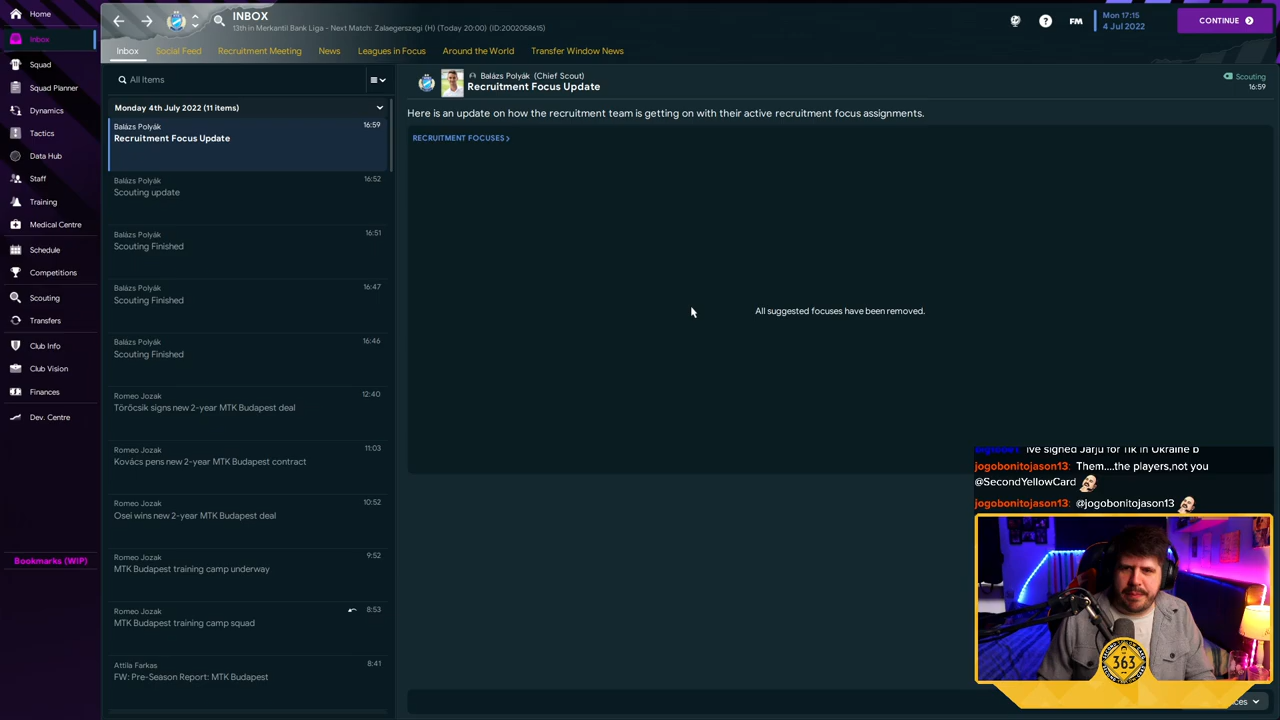 Home
Inbox
Squad
Squad Planner
Dynamics
Tactics
Data Hub
Staff
Training
Medical Centre
Schedule
Competitions
Scouting
Transfers
Club Info
Club Vision
Finances
Dev. Centre
Bookmarks (WIP)
INBOX
13th in Merkantil Bank Liga - Next Match: Zalaegerszegi (H) (Today 20:00) (ID:2002058615)
FM
Mon 17:15
4 Jul 2022
CONTINUE
Inbox
Social Feed
Recruitment Meeting
News
Leagues in Focus
Around the World
Transfer Window News
All Items
Monday 4th July 2022 (11 items)
Balázs Polyák 16:59
Recruitment Focus Update
Balázs Polyák 16:52
Scouting update
Balázs Polyák 16:51
Scouting Finished
Balázs Polyák 16:47
Scouting Finished
Balázs Polyák 16:46
Scouting Finished
Romeo Jozak 12:40
Törőcsik signs new 2-year MTK Budapest deal
Romeo Jozak 11:03
Kovács pens new 2-year MTK Budapest contract
Romeo Jozak 10:52
Osei wins new 2-year MTK Budapest deal
Romeo Jozak 9:52
MTK Budapest training camp underway
Romeo Jozak 8:53
MTK Budapest training camp squad
Attila Farkas 8:41
FW: Pre-Season Report: MTK Budapest
Balázs Polyák (Chief Scout)
Recruitment Focus Update
Scouting
16:59
Here is an update on how the recruitment team is getting on with their active recruitment focus assignments.
RECRUITMENT FOCUSES
All suggested focuses have been removed.
Ive signed Jarju for 11k in Ukraine b
jogobonitojason13: Them....the players,not you
@SecondYellowCard
jogobonitojason13: @jogobonitojason13
363